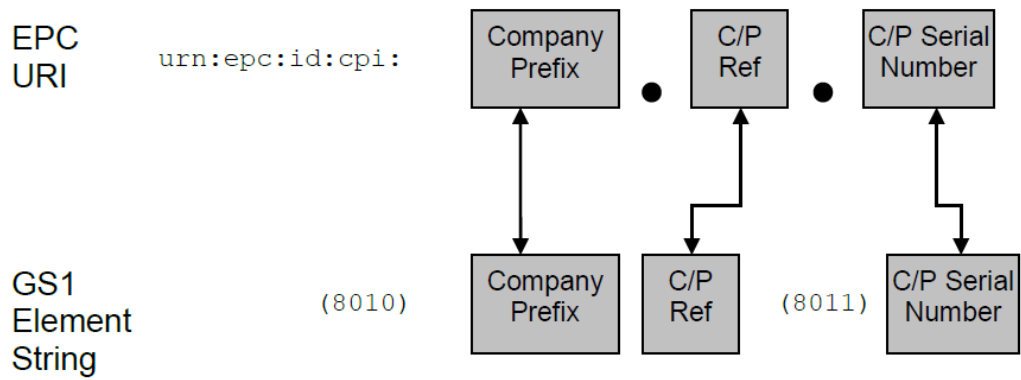 EPC
URI
urn:epc:id:cpi:
Company
Prefix
C/P
Ref
C/P Serial
Number
GS1
Element
String
(8010)
Company
Prefix
C/P
Ref
(8011)
C/P Serial
Number